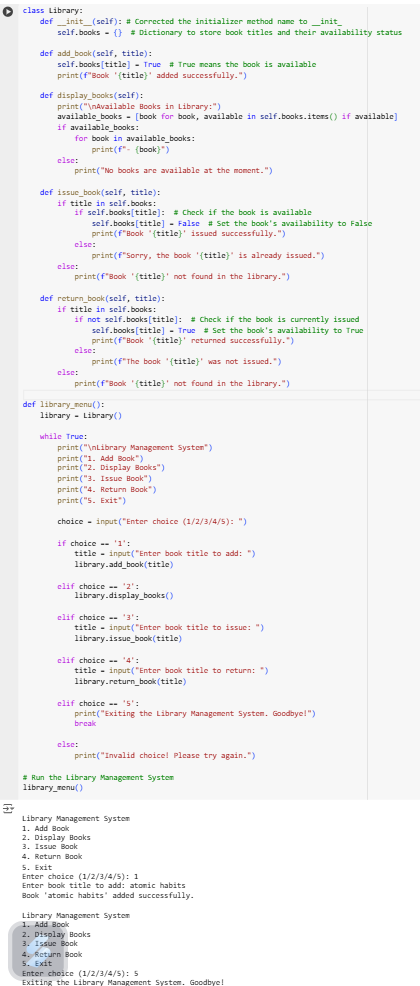 class Library:
    def __init__(self): # Corrected the initializer method name to __init_
        self.books = {}  # Dictionary to store book titles and their availability status

    def add_book(self, title):
        self.books[title] = True  # True means the book is available
        print(f"Book '{title}' added successfully.")

    def display_books(self):
        print("\nAvailable Books in Library:")
        available_books = [book for book, available in self.books.items() if available]
        if available_books:
            for book in available_books:
                print(f"- {book}")
        else:
            print("No books are available at the moment.")

    def issue_book(self, title):
        if title in self.books:
            if self.books[title]:  # Check if the book is available
                self.books[title] = False  # Set the book's availability to False
                print(f"Book '{title}' issued successfully.")
            else:
                print(f"Sorry, the book '{title}' is already issued.")
        else:
            print(f"Book '{title}' not found in the library.")

    def return_book(self, title):
        if title in self.books:
            if not self.books[title]:  # Check if the book is currently issued
                self.books[title] = True  # Set the book's availability to True
                print(f"Book '{title}' returned successfully.")
            else:
                print(f"The book '{title}' was not issued.")
        else:
            print(f"Book '{title}' not found in the library.")

def library_menu():
    library = Library()

    while True:
        print("\nLibrary Management System")
        print("1. Add Book")
        print("2. Display Books")
        print("3. Issue Book")
        print("4. Return Book")
        print("5. Exit")

        choice = input("Enter choice (1/2/3/4/5): ")

        if choice == '1':
            title = input("Enter book title to add: ")
            library.add_book(title)

        elif choice == '2':
            library.display_books()

        elif choice == '3':
            title = input("Enter book title to issue: ")
            library.issue_book(title)

        elif choice == '4':
            title = input("Enter book title to return: ")
            library.return_book(title)

        elif choice == '5':
            print("Exiting the Library Management System. Goodbye!")
            break

        else:
            print("Invalid choice! Please try again.")

# Run the Library Management System
library_menu()

Library Management System
1. Add Book
2. Display Books
3. Issue Book
4. Return Book
5. Exit
Enter choice (1/2/3/4/5): 1
Enter book title to add: atomic habits
Book 'atomic habits' added successfully.

Library Management System
1. Add Book
2. Display Books
3. Issue Book
4. Return Book
5. Exit
Enter choice (1/2/3/4/5): 5
Exiting the Library Management System. Goodbye!